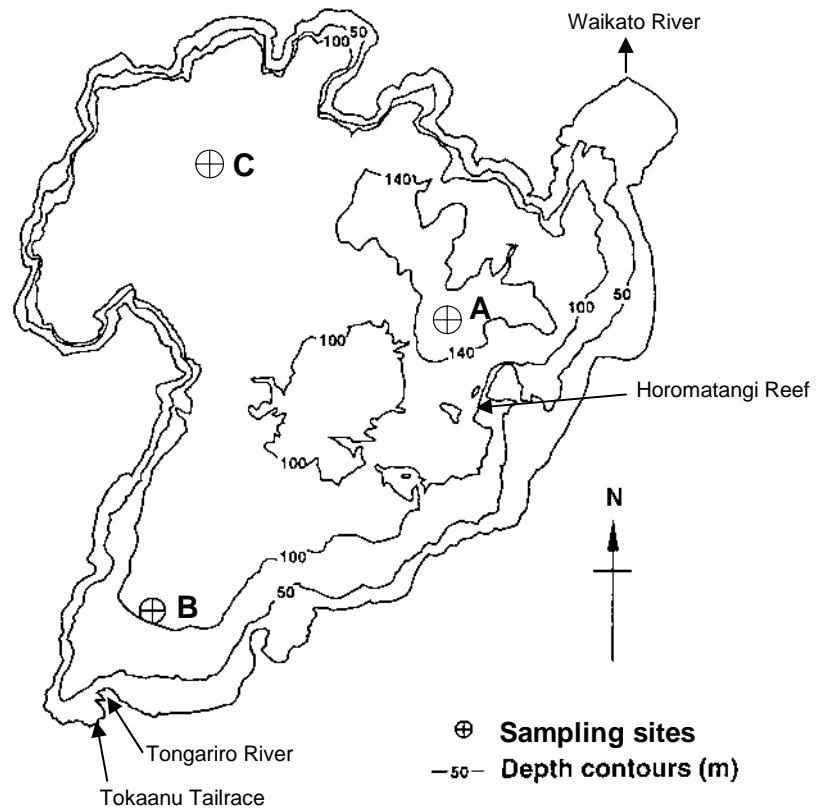 Waikato River
50
100
C
140
A
100
50
140
100
Horomatangi Reef
100
N
100
50
B
Sampling sites
Tongariro River
—50— Depth contours (m)
Tokaanu Tailrace